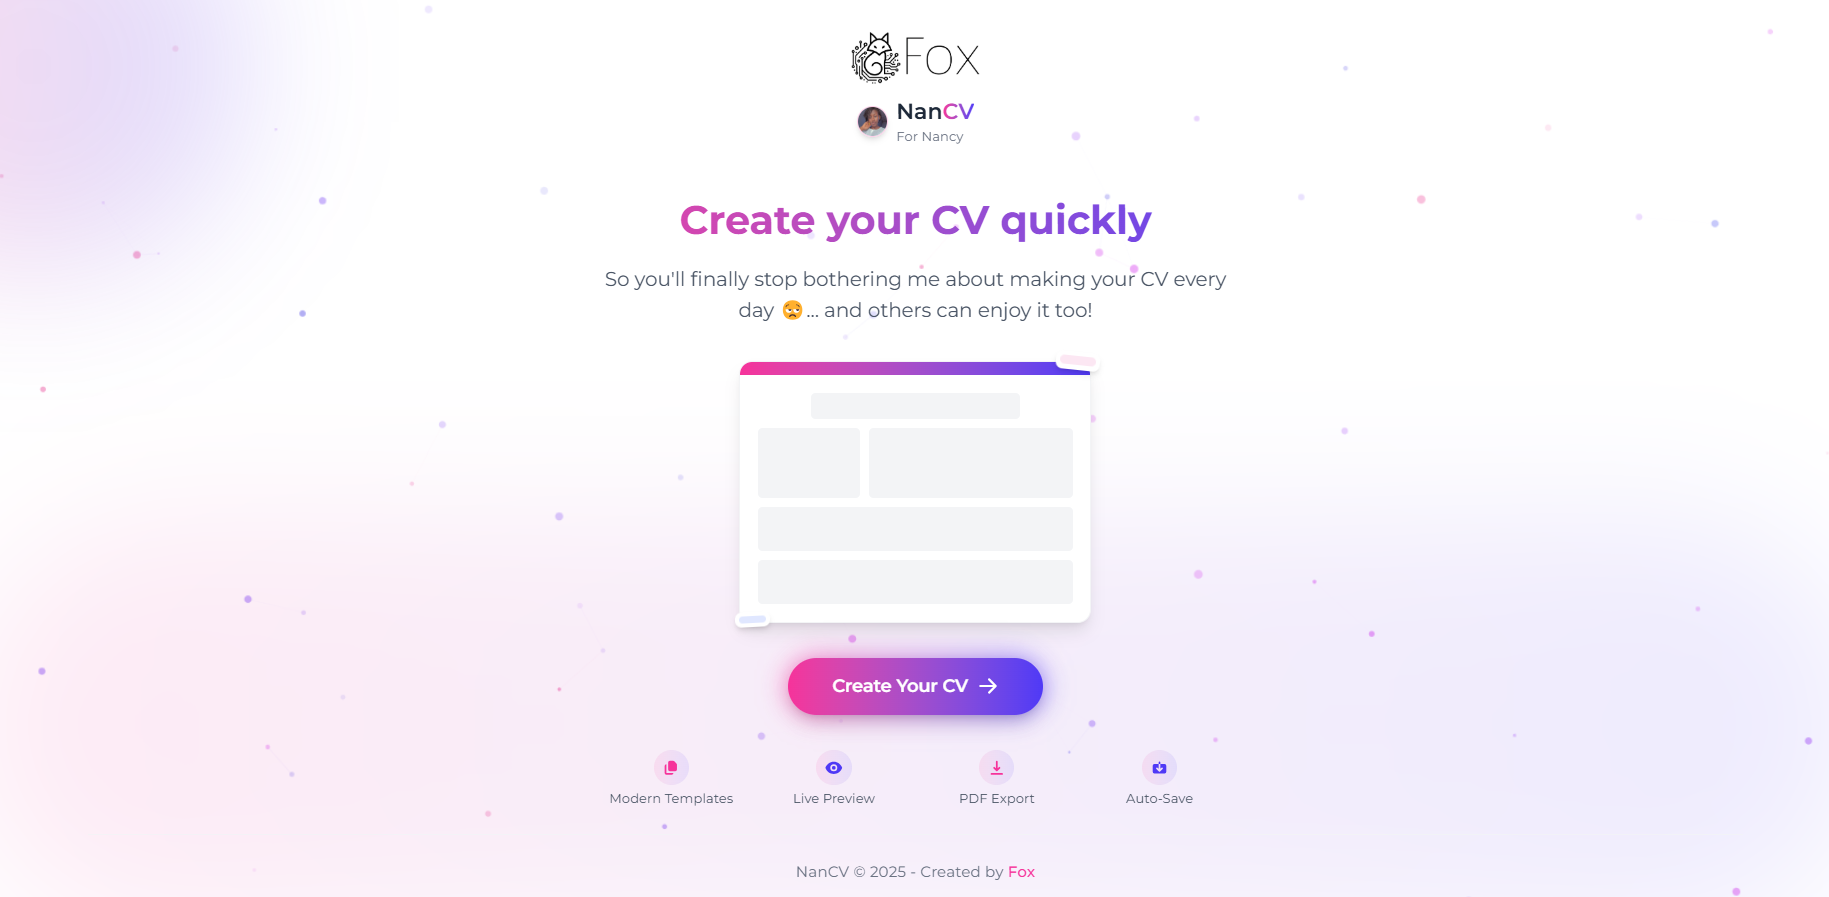 Fox
NanCV
For Nancy
Create your CV quickly
So you'll finally stop bothering me about making your CV every
day 😩... and others can enjoy it too!
Create Your CV →
Modern Templates
Live Preview
PDF Export
Auto-Save
NanCV © 2025 - Created by Fox